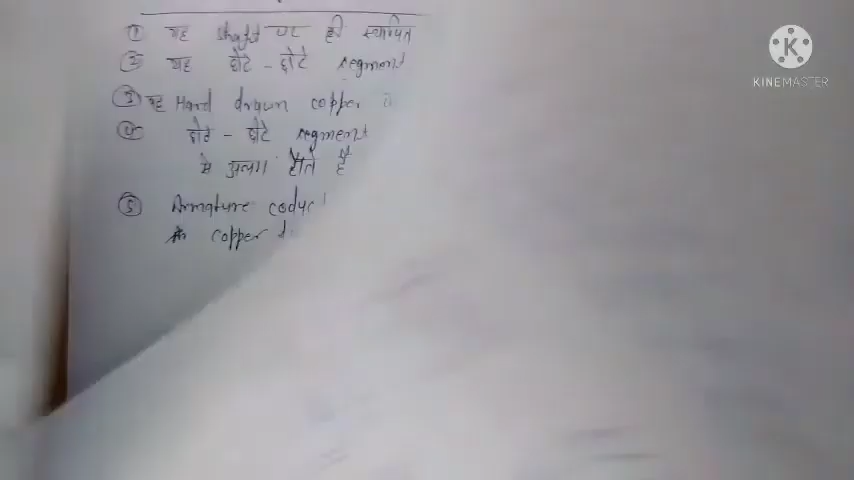 ① यह shaft पर ही स्थापित
② यह छोटे - छोटे segment
③ यह Hard drawn copper
④ छोटे - छोटे segment
से अलग होते है
⑤ Armature
copper
K
KINEMASTER